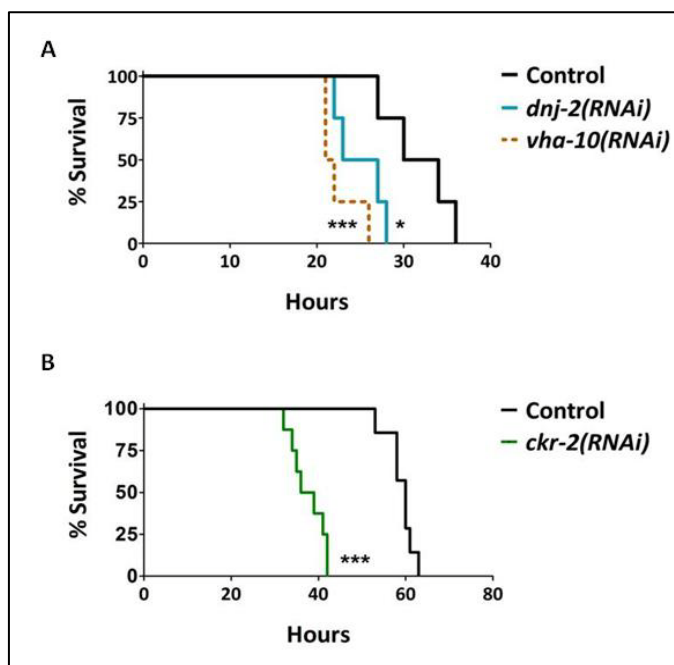 A
100
75
50
25
0
% Survival
*** *
0 10 20 30 40
Hours
Control
dnj-2(RNAi)
vha-10(RNAi)
B
100
75
50
25
0
% Survival
***
0 20 40 60 80
Hours
Control
ckr-2(RNAi)